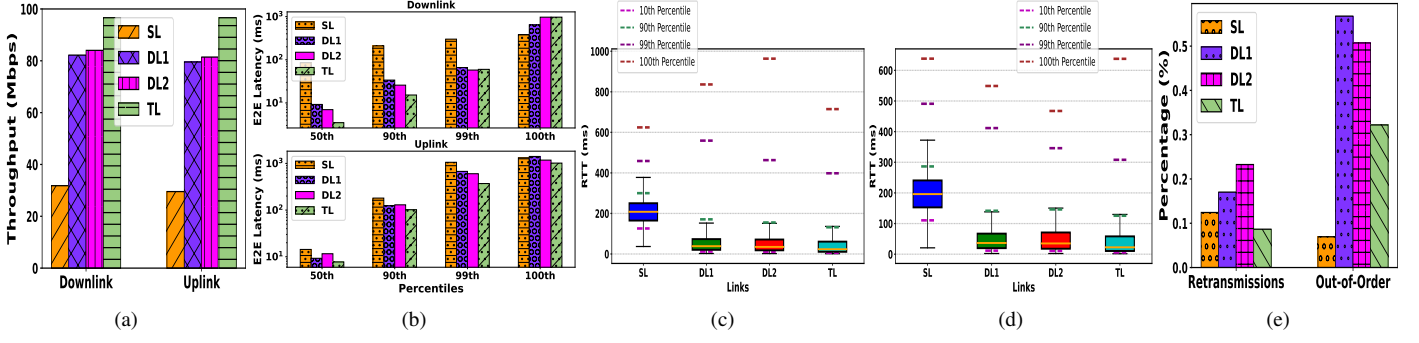 Throughput (Mbps)
100
80
60
40
20
0
SL
DL1
DL2
TL
Downlink
Uplink
(a)
Downlink
E2E Latency (ms)
10³
10²
10¹
SL
DL1
DL2
TL
50th
90th
99th
100th
Uplink
E2E Latency (ms)
10³
10²
10¹
SL
DL1
DL2
TL
50th
90th
99th
100th
Percentiles
(b)
10th Percentile
90th Percentile
99th Percentile
100th Percentile
RTT (ms)
1000
800
600
400
200
0
SL
DL1
DL2
TL
Links
(c)
10th Percentile
90th Percentile
99th Percentile
100th Percentile
RTT (ms)
600
500
400
300
200
100
0
SL
DL1
DL2
TL
Links
(d)
Percentage (%)
0.5
0.4
0.3
0.2
0.1
0.0
SL
DL1
DL2
TL
Retransmissions
Out-of-Order
(e)